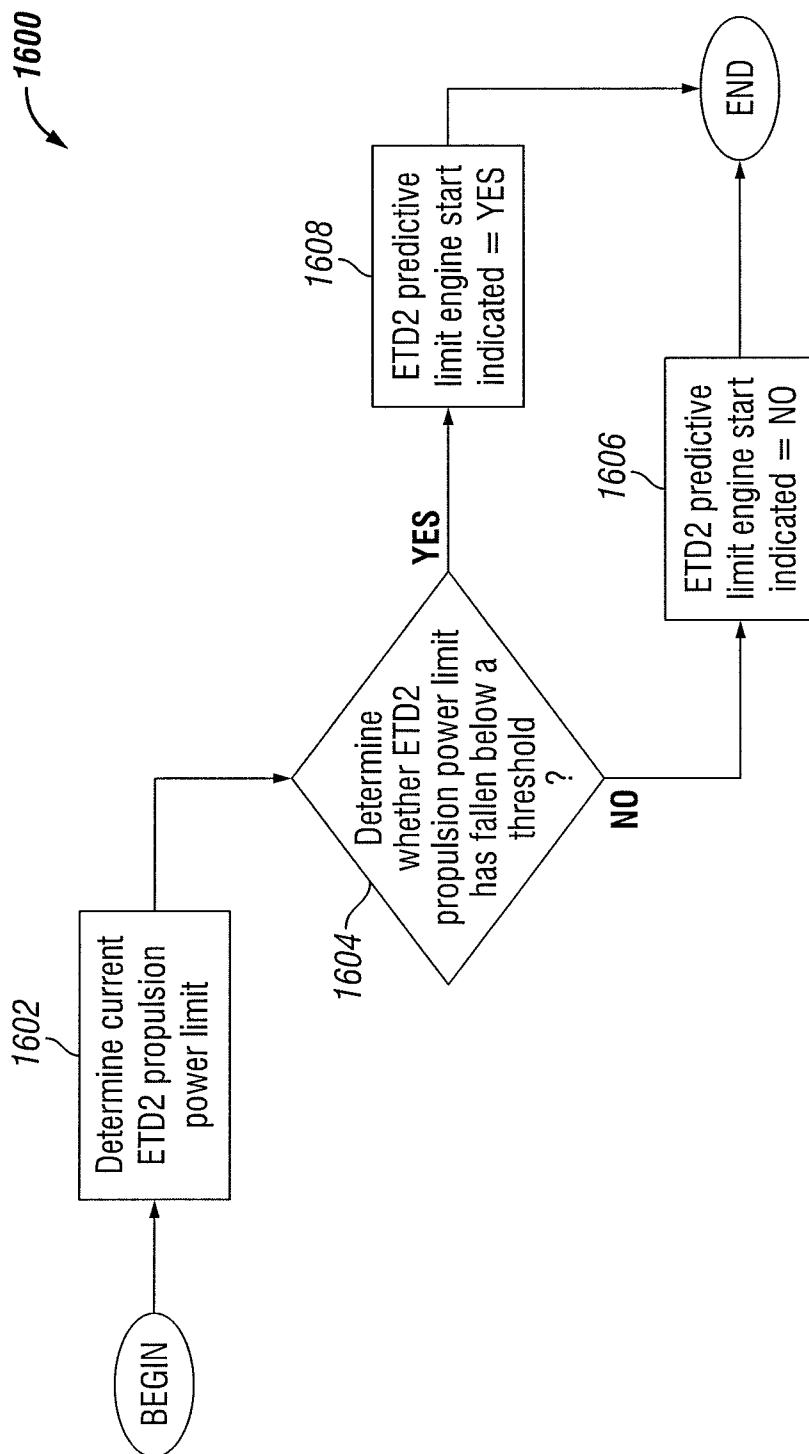 1600
BEGIN
1602
Determine current
ETD2 propulsion
power limit
1604
Determine
whether ETD2
propulsion power limit
has fallen below a
threshold
?
YES
1608
ETD2 predictive
limit engine start
indicated = YES
NO
1606
ETD2 predictive
limit engine start
indicated = NO
END